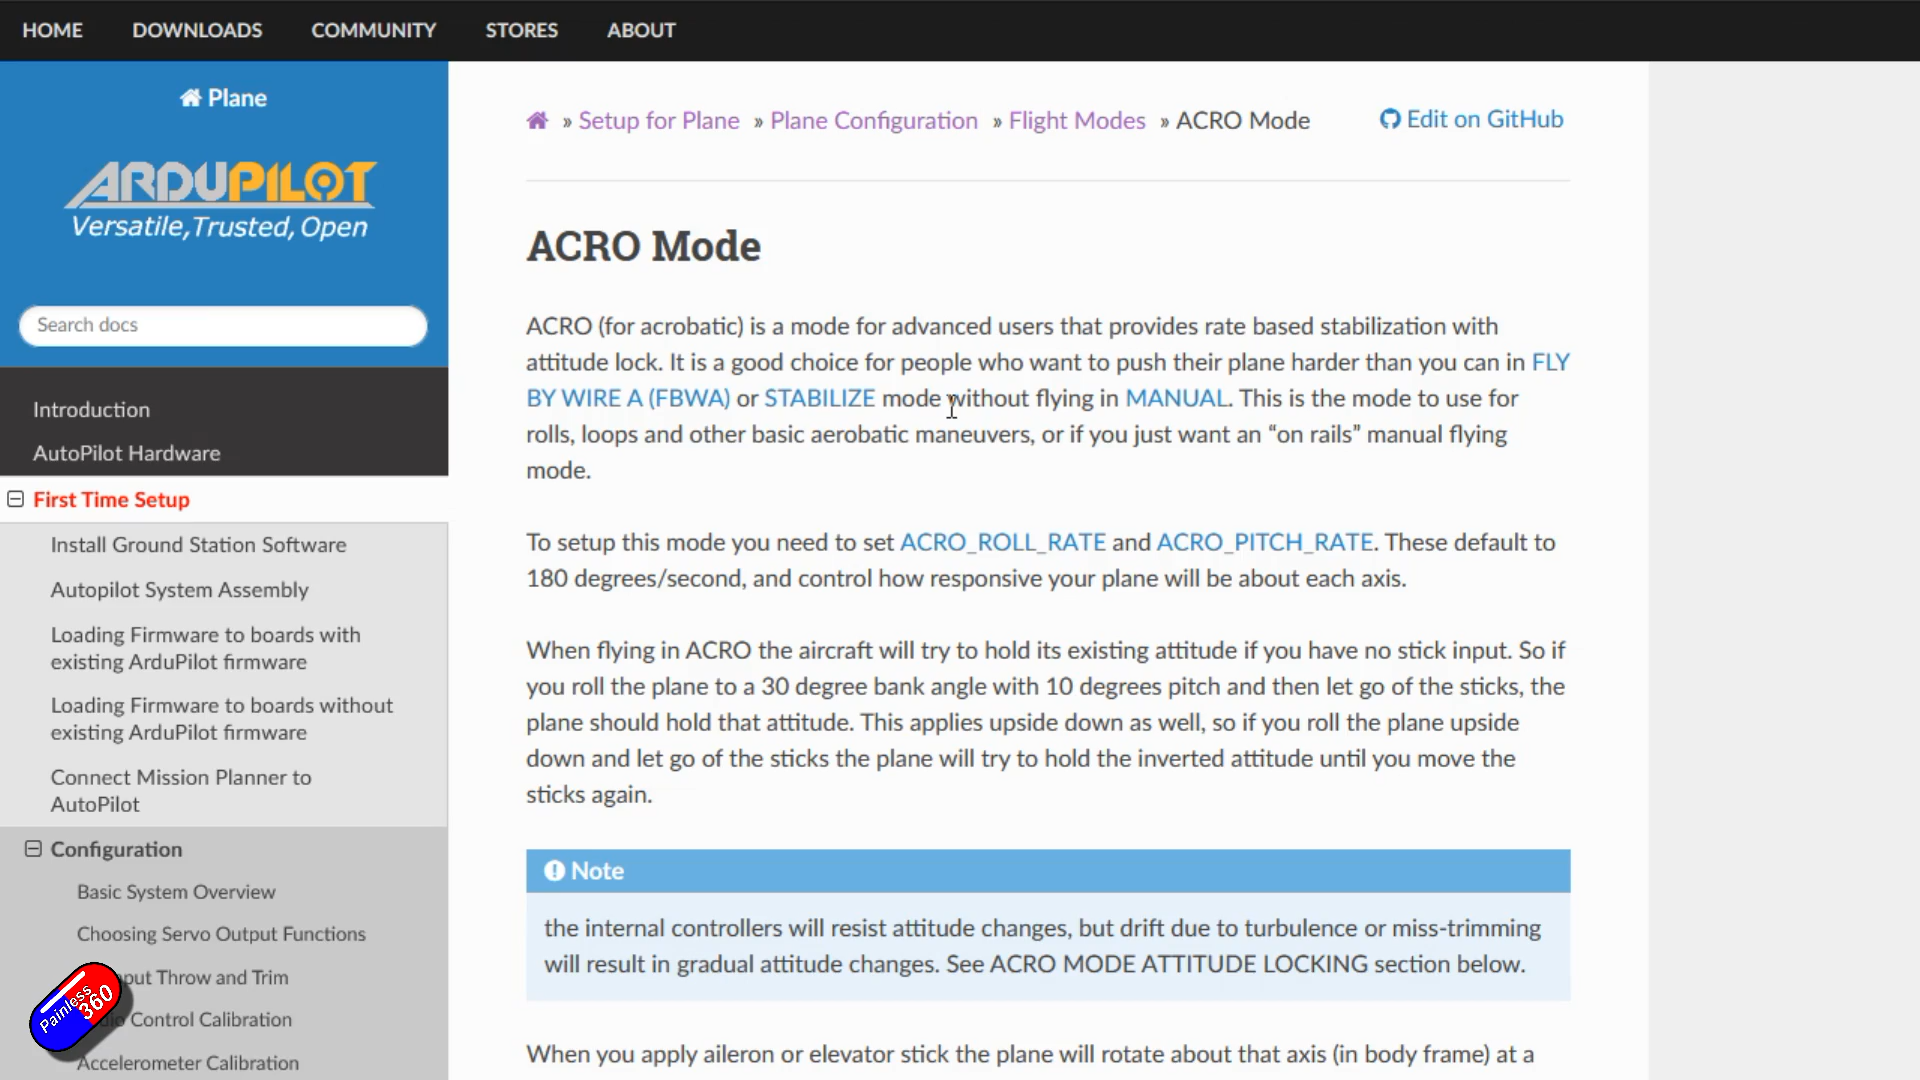 HOME DOWNLOADS COMMUNITY STORES ABOUT
Plane
ARDUPILOT
Versatile, Trusted, Open
Search docs
Introduction
AutoPilot Hardware
First Time Setup
Install Ground Station Software
Autopilot System Assembly
Loading Firmware to boards with
existing ArduPilot firmware
Loading Firmware to boards without
existing ArduPilot firmware
Connect Mission Planner to
AutoPilot
Configuration
Basic System Overview
Choosing Servo Output Functions
Throw and Trim
Control Calibration
Accelerometer Calibration
Painless
360
» Setup for Plane » Plane Configuration » Flight Modes » ACRO Mode
Edit on GitHub
ACRO Mode
ACRO (for acrobatic) is a mode for advanced users that provides rate based stabilization with
attitude lock. It is a good choice for people who want to push their plane harder than you can in FLY
BY WIRE A (FBWA) or STABILIZE mode without flying in MANUAL. This is the mode to use for
rolls, loops and other basic aerobatic maneuvers, or if you just want an “on rails” manual flying
mode.
To setup this mode you need to set ACRO_ROLL_RATE and ACRO_PITCH_RATE. These default to
180 degrees/second, and control how responsive your plane will be about each axis.
When flying in ACRO the aircraft will try to hold its existing attitude if you have no stick input. So if
you roll the plane to a 30 degree bank angle with 10 degrees pitch and then let go of the sticks, the
plane should hold that attitude. This applies upside down as well, so if you roll the plane upside
down and let go of the sticks the plane will try to hold the inverted attitude until you move the
sticks again.
Note
the internal controllers will resist attitude changes, but drift due to turbulence or miss-trimming
will result in gradual attitude changes. See ACRO MODE ATTITUDE LOCKING section below.
When you apply aileron or elevator stick the plane will rotate about that axis (in body frame) at a